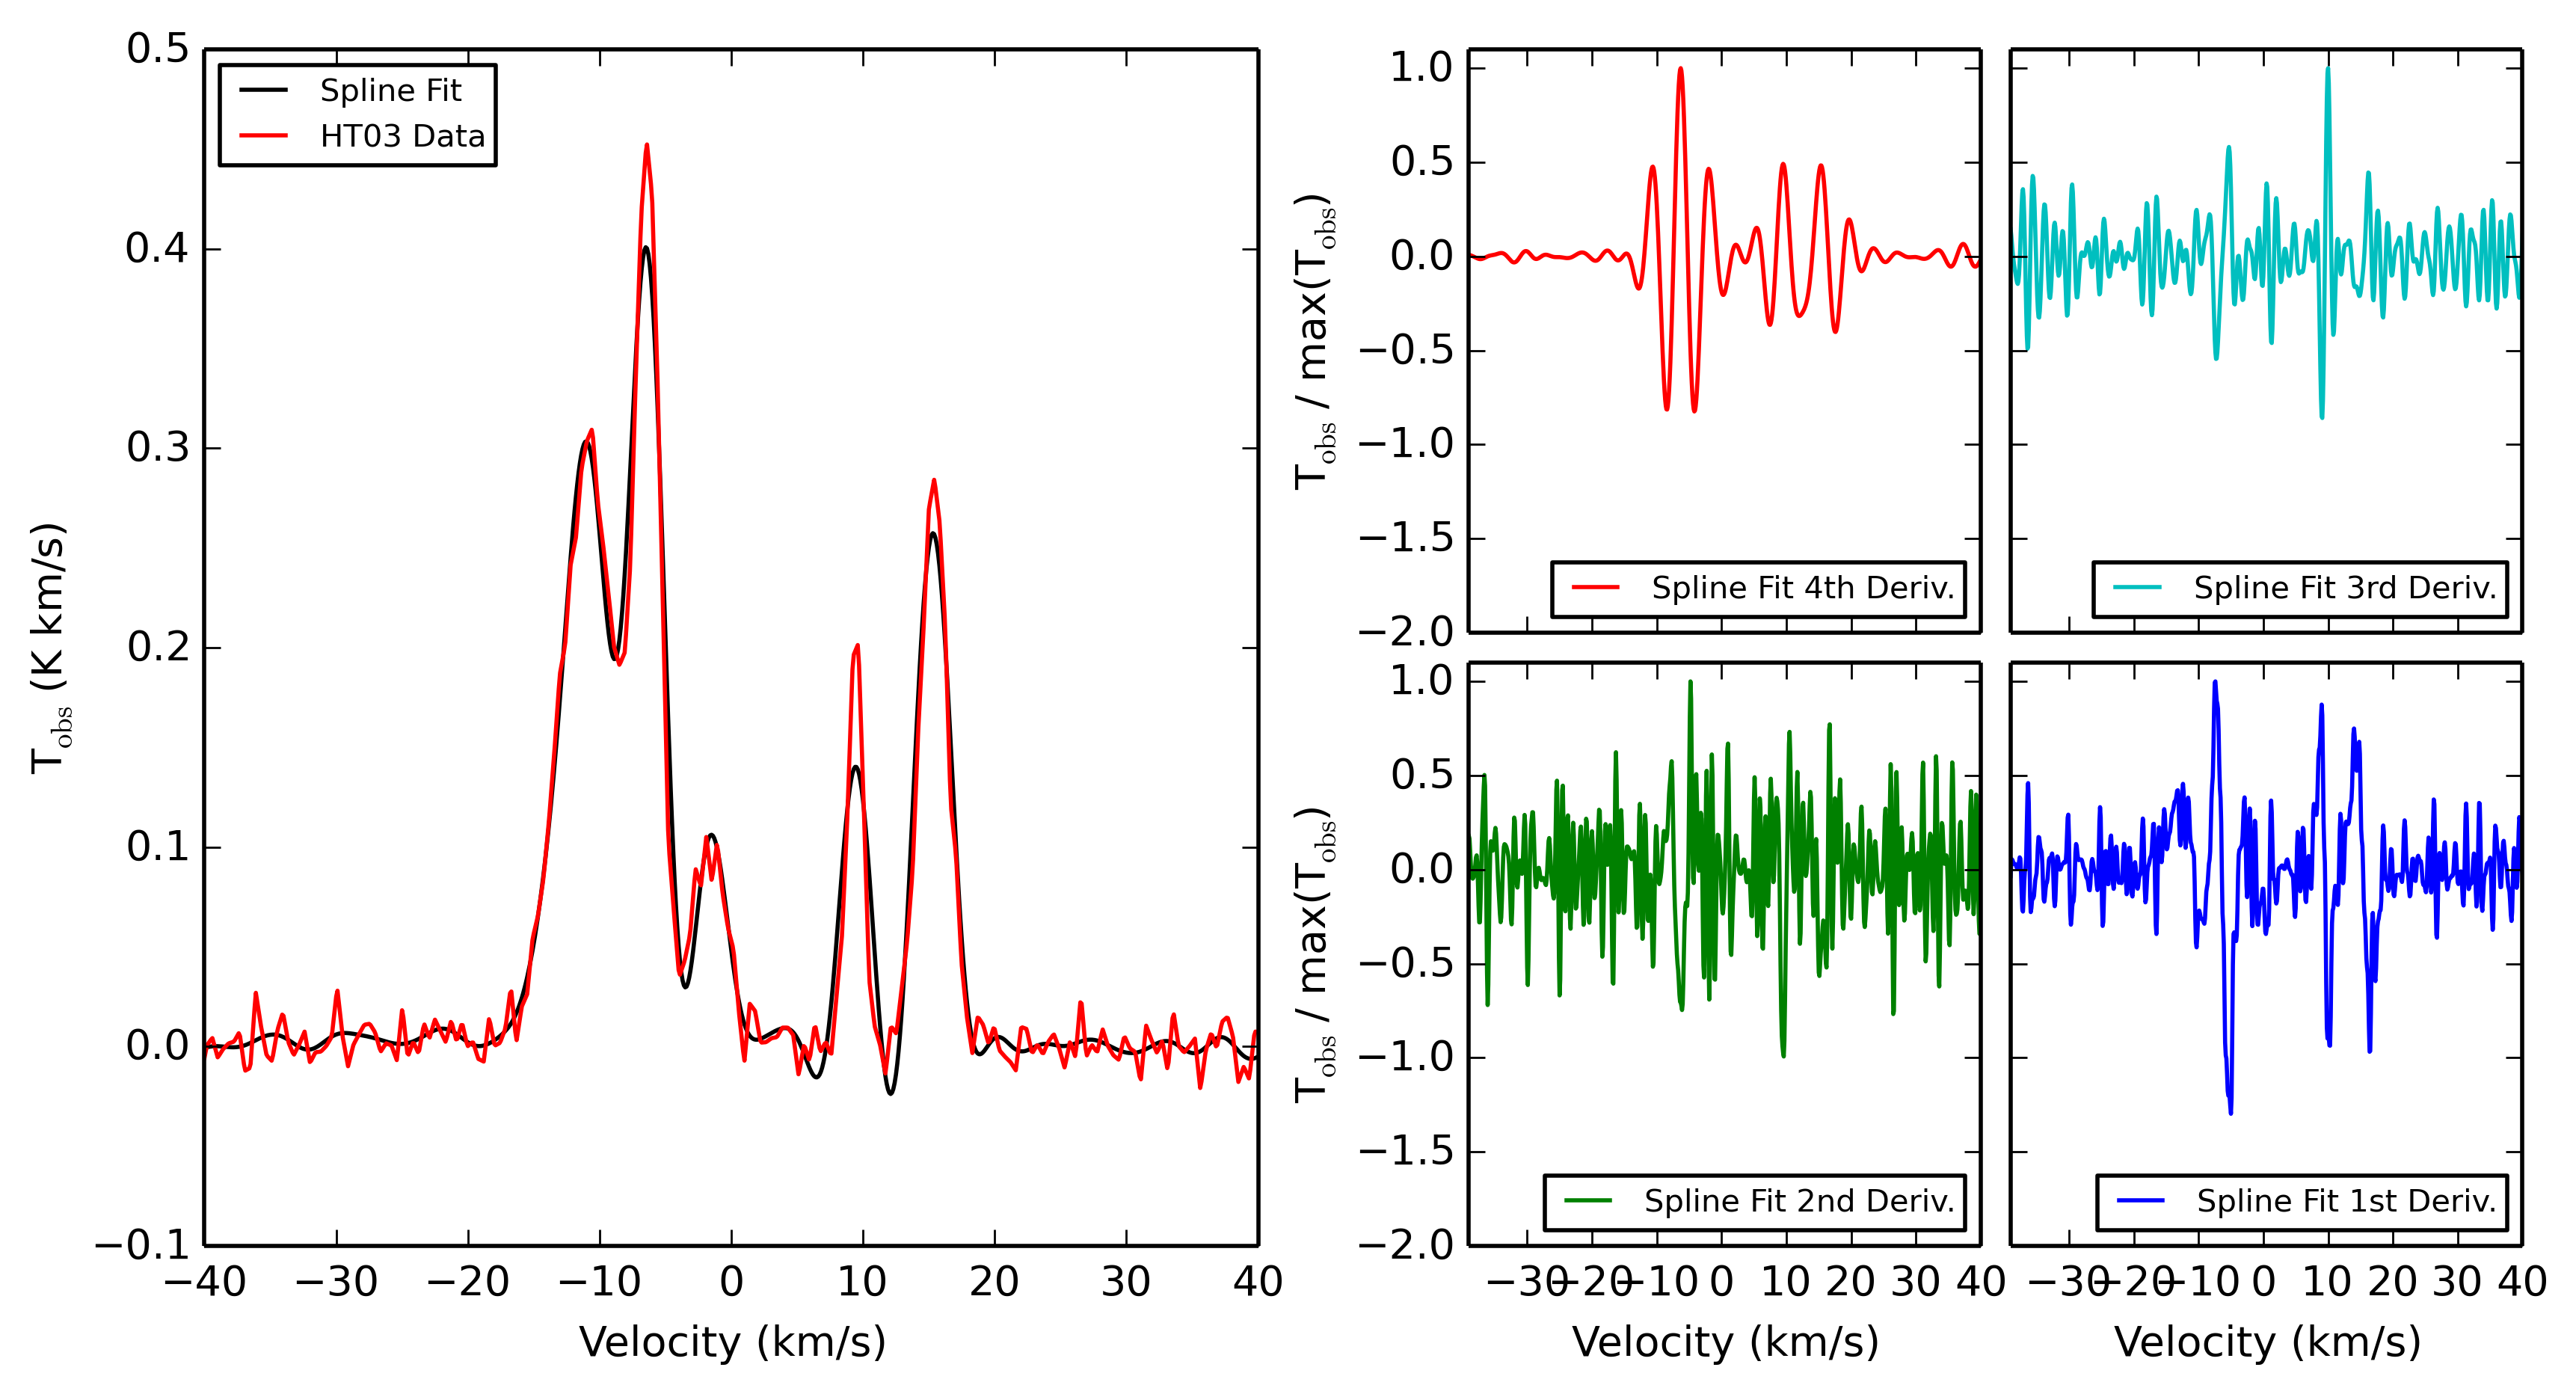 0.5
0.4
0.3
0.2
0.1
0.0
−0.1
T_obs (K km/s)
Spline Fit
HT03 Data
−40 −30 −20 −10 0 10 20 30 40
Velocity (km/s)
1.0
0.5
0.0
−0.5
−1.0
−1.5
−2.0
T_obs / max(T_obs)
Spline Fit 4th Deriv.
Spline Fit 3rd Deriv.
1.0
0.5
0.0
−0.5
−1.0
−1.5
−2.0
T_obs / max(T_obs)
Spline Fit 2nd Deriv.
−30 −20 −10 0 10 20 30 40
Velocity (km/s)
Spline Fit 1st Deriv.
−30 −20 −10 0 10 20 30 40
Velocity (km/s)